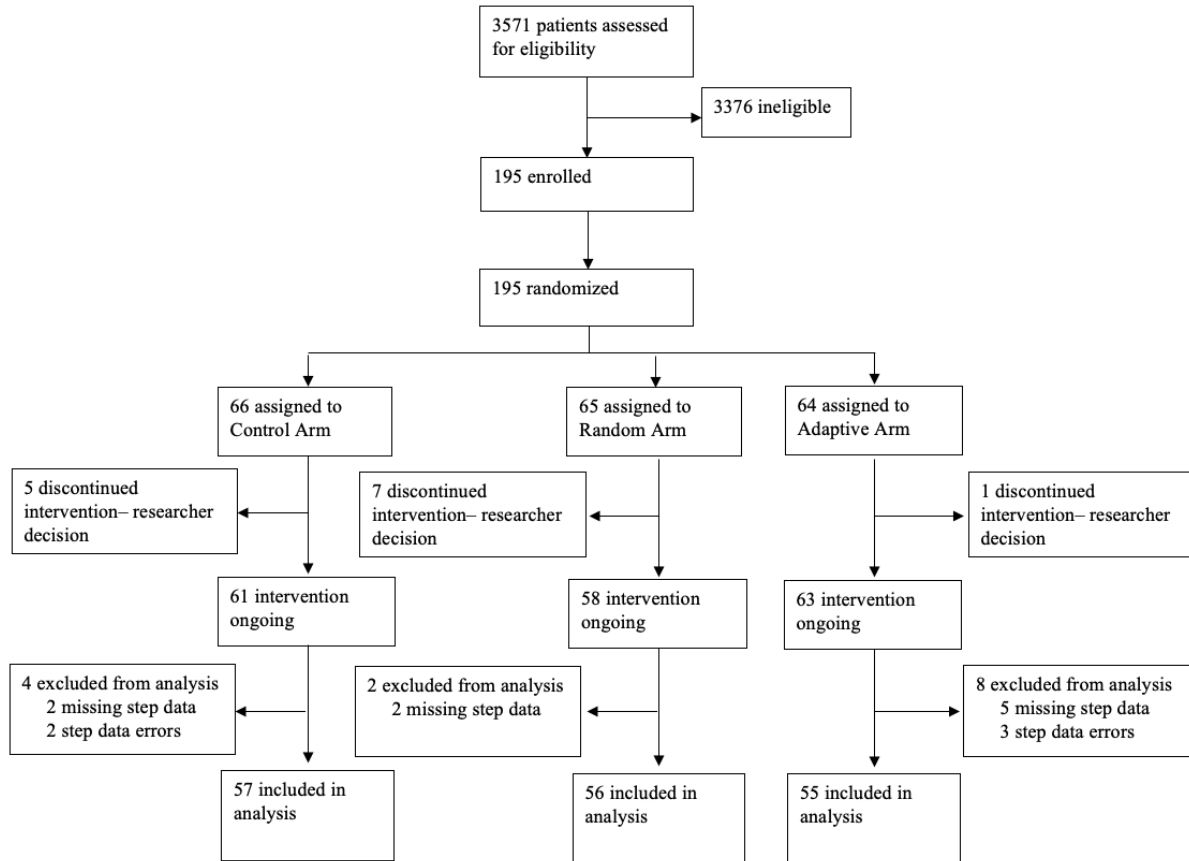 3571 patients assessed
for eligibility
3376 ineligible
195 enrolled
195 randomized
66 assigned to
Control Arm
65 assigned to
Random Arm
64 assigned to
Adaptive Arm
5 discontinued
intervention– researcher
decision
7 discontinued
intervention– researcher
decision
1 discontinued
intervention– researcher
decision
61 intervention
ongoing
58 intervention
ongoing
63 intervention
ongoing
4 excluded from analysis
2 missing step data
2 step data errors
2 excluded from analysis
2 missing step data
8 excluded from analysis
5 missing step data
3 step data errors
57 included in
analysis
56 included in
analysis
55 included in
analysis